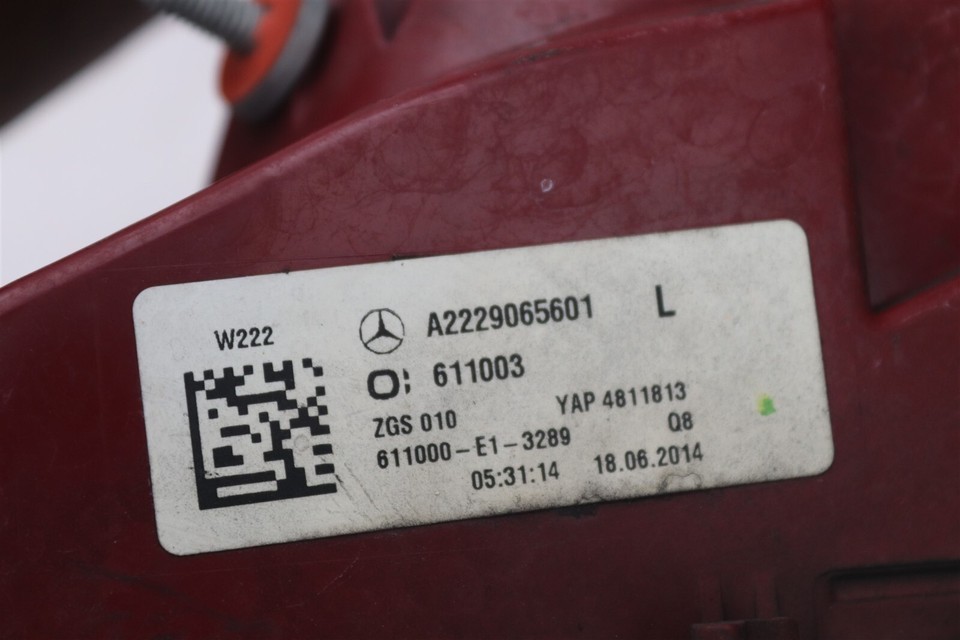 W222
A2229065601 L
611003
ZGS 010 YAP 4811813
611000-E1-3289 Q8
05:31:14 18.06.2014